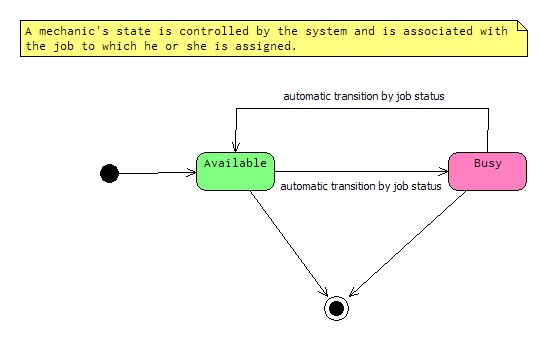 A mechanic's state is controlled by the system and is associated with
the job to which he or she is assigned.
automatic transition by job status
Available
Busy
automatic transition by job status